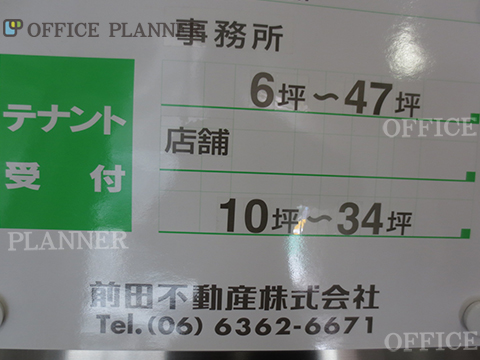 OFFICE PLANNER
事務所
6坪～47坪
テナント
受付
OFFICE
店舗
10坪～34坪
PLANNER
前田不動産株式会社
Tel.(06) 6362-6671
OFFICE